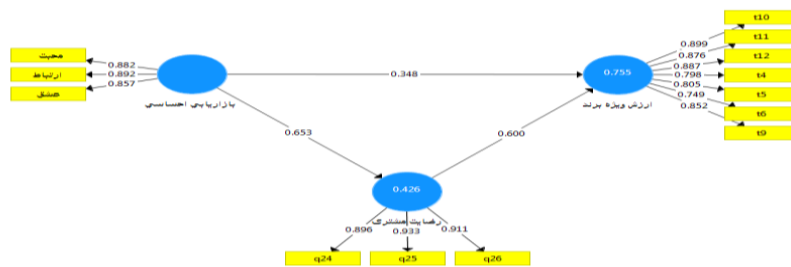 t10
t11
محبت
0.899
0.882
0.876
t12
0.887
ارتباط
0.892
0.348
0.755
0.798
t4
0.805
عشق
0.857
t5
بازاریابی احساسی
ارزش ویژه برند
0.749
0.852
t6
t9
0.653
0.600
0.426
رضایت مشتری
0.896
0.933
0.911
q24
q25
q26